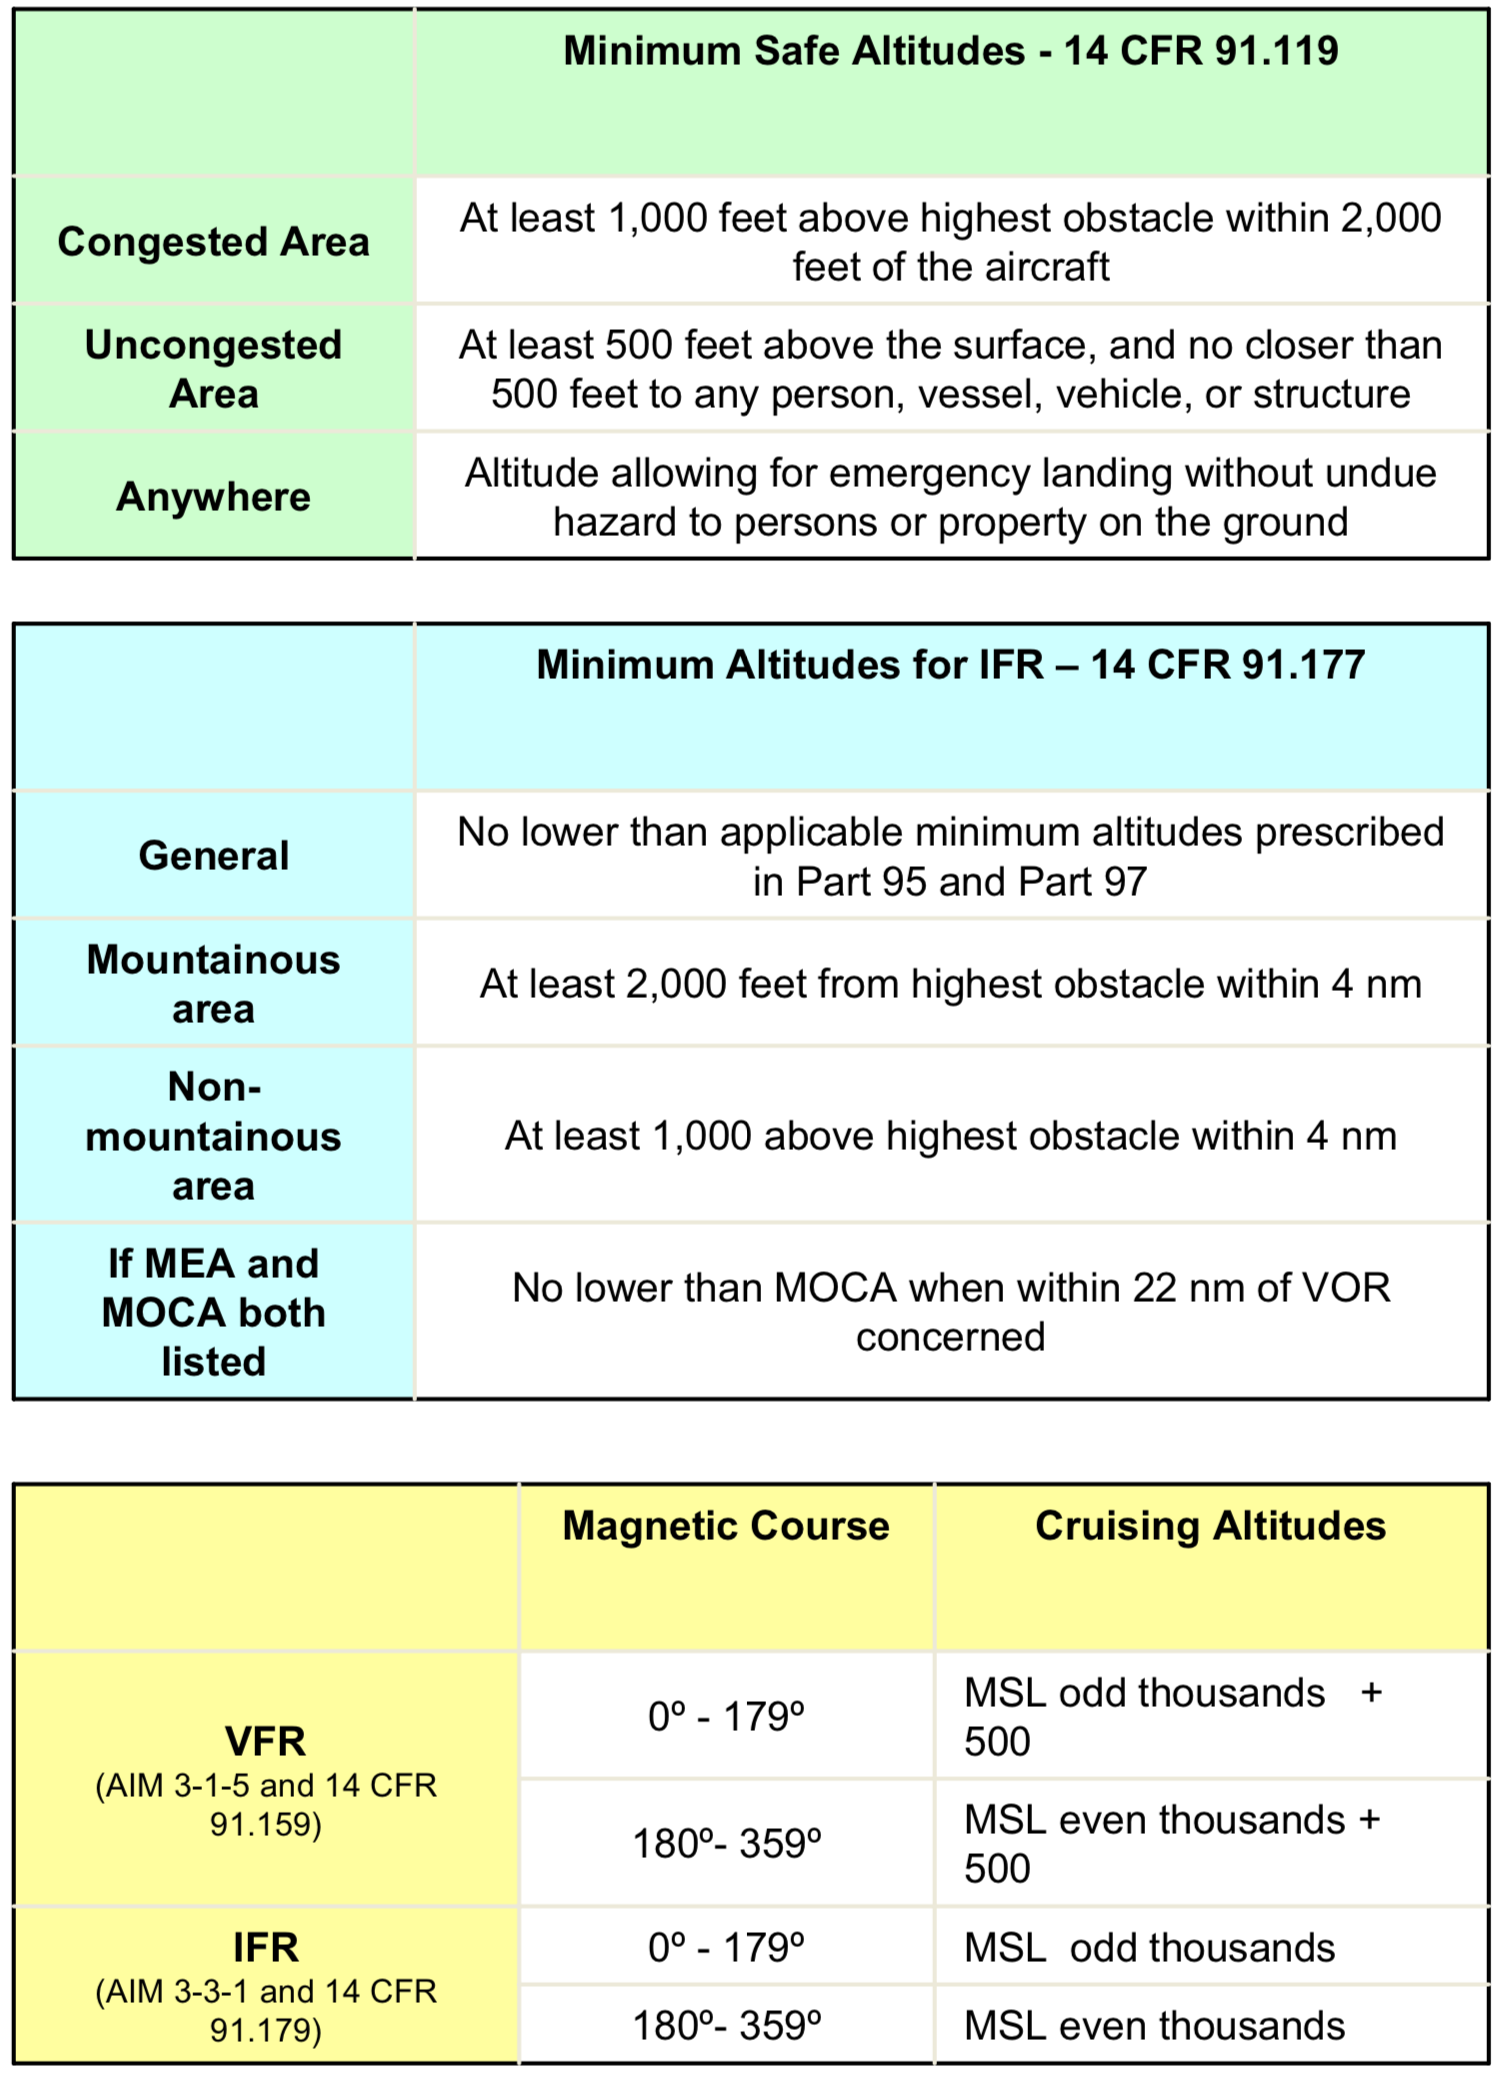 Minimum Safe Altitudes - 14 CFR 91.119
Congested Area
At least 1,000 feet above highest obstacle within 2,000
feet of the aircraft
Uncongested
Area
At least 500 feet above the surface, and no closer than
500 feet to any person, vessel, vehicle, or structure
Anywhere
Altitude allowing for emergency landing without undue
hazard to persons or property on the ground
Minimum Altitudes for IFR – 14 CFR 91.177
General
No lower than applicable minimum altitudes prescribed
in Part 95 and Part 97
Mountainous
area
At least 2,000 feet from highest obstacle within 4 nm
Non-
mountainous
area
At least 1,000 above highest obstacle within 4 nm
If MEA and
MOCA both
listed
No lower than MOCA when within 22 nm of VOR
concerned
Magnetic Course
Cruising Altitudes
VFR
(AIM 3-1-5 and 14 CFR
91.159)
0º - 179º
MSL odd thousands +
500
180º- 359º
MSL even thousands +
500
IFR
(AIM 3-3-1 and 14 CFR
91.179)
0º - 179º
MSL odd thousands
180º- 359º
MSL even thousands